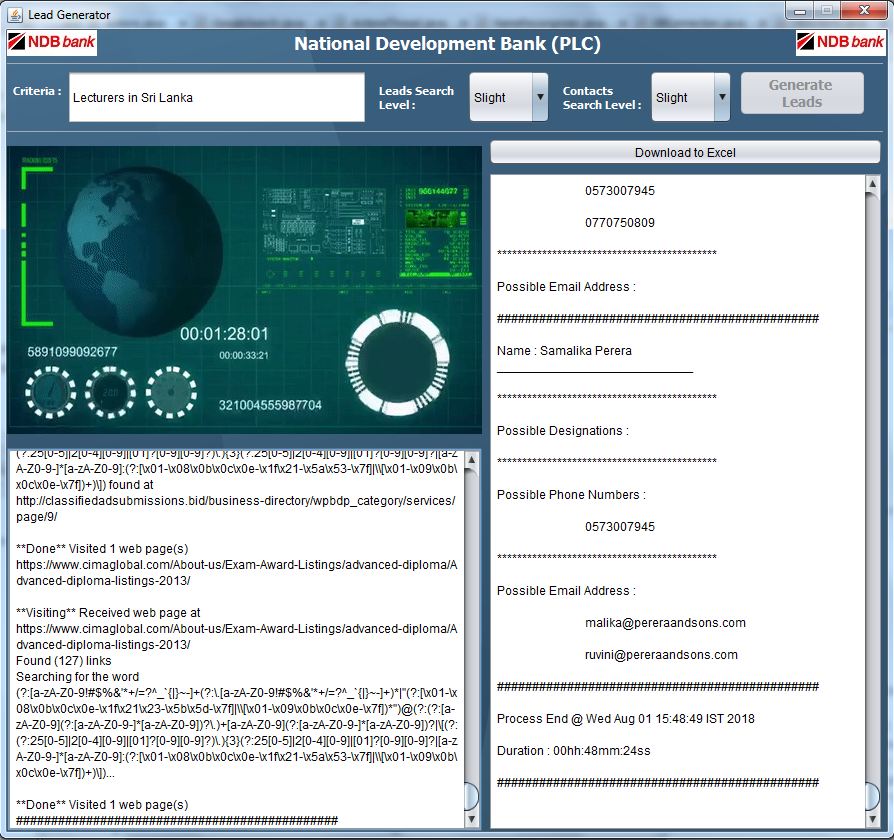 Lead Generator
NDB bank
National Development Bank (PLC)
NDB bank
Criteria :
Lecturers in Sri Lanka
Leads Search
Level :
Slight
Contacts
Search Level :
Slight
Generate
Leads
00:01:28:01
5891099092677
00:00:33:21
321004555987704
(?:25[0-5]|2[0-4][0-9]|[01]?[0-9][0-9]?)\.){3}(?:25[0-5]|2[0-4][0-9]|[01]?[0-9][0-9]?|[a-z
A-Z0-9-]*[a-zA-Z0-9]:(?:[\x01-\x08\x0b\x0c\x0e-\x1f\x21-\x5a\x53-\x7f]|\\[\x01-\x09\x0b\
x0c\x0e-\x7f])+)\]) found at
http://classifiedadsubmissions.bid/business-directory/wpbdp_category/services/
page/9/
**Done** Visited 1 web page(s)
https://www.cimaglobal.com/About-us/Exam-Award-Listings/advanced-diploma/A
dvanced-diploma-listings-2013/
**Visiting** Received web page at
https://www.cimaglobal.com/About-us/Exam-Award-Listings/advanced-diploma/A
dvanced-diploma-listings-2013/
Found (127) links
Searching for the word
(?:[a-zA-Z0-9!#$%&'*+/=?^_`{|}~-]+(?:\.[a-zA-Z0-9!#$%&'*+/=?^_`{|}~-]+)*|"(?:[\x01-\x
08\x0b\x0c\x0e-\x1f\x21\x23-\x5b\x5d-\x7f]|\\[\x01-\x09\x0b\x0c\x0e-\x7f])*")@(?:(?:[a-
zA-Z0-9](?:[a-zA-Z0-9-]*[a-zA-Z0-9])?\.)+[a-zA-Z0-9](?:[a-zA-Z0-9-]*[a-zA-Z0-9])?|\[(?:
(?:25[0-5]|2[0-4][0-9]|[01]?[0-9][0-9]?)\.){3}(?:25[0-5]|2[0-4][0-9]|[01]?[0-9][0-9]?|[a-z
A-Z0-9-]*[a-zA-Z0-9]:(?:[\x01-\x08\x0b\x0c\x0e-\x1f\x21-\x5a\x53-\x7f]|\\[\x01-\x09\x0b\
x0c\x0e-\x7f])+)\])...
**Done** Visited 1 web page(s)
##############################################
Download to Excel
0573007945
0770750809
****************************************
Possible Email Address :
##############################################
Name : Samalika Perera
____________________________
****************************************
Possible Designations :
****************************************
Possible Phone Numbers :
0573007945
****************************************
Possible Email Address :
malika@pereraandsons.com
ruvini@pereraandsons.com
##############################################
Process End @ Wed Aug 01 15:48:49 IST 2018
Duration : 00hh:48mm:24ss
##############################################